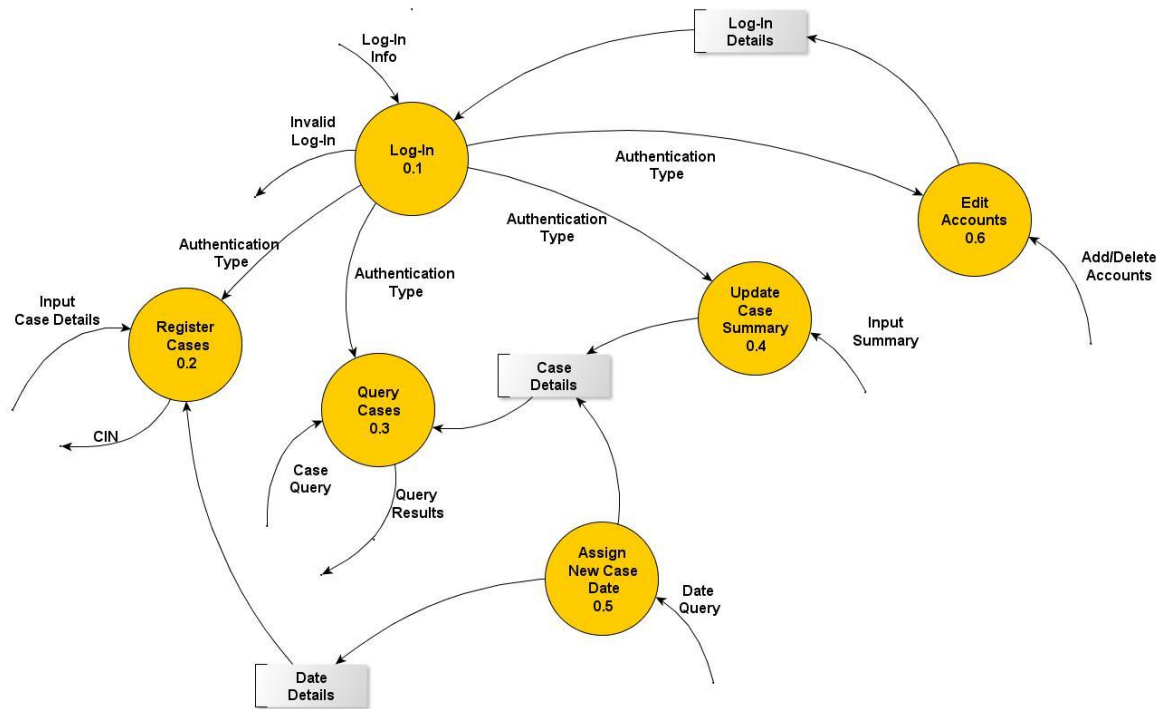 Log-In
Details
Log-In
Info
Invalid
Log-In
Log-In
0.1
Authentication
Type
Edit
Accounts
0.6
Authentication
Type
Authentication
Type
Authentication
Type
Add/Delete
Accounts
Input
Case Details
Register
Cases
0.2
Update
Case
Summary
0.4
Input
Summary
Case
Details
Query
Cases
0.3
CIN
Case
Query
Query
Results
Assign
New Case
Date
0.5
Date
Query
Date
Details